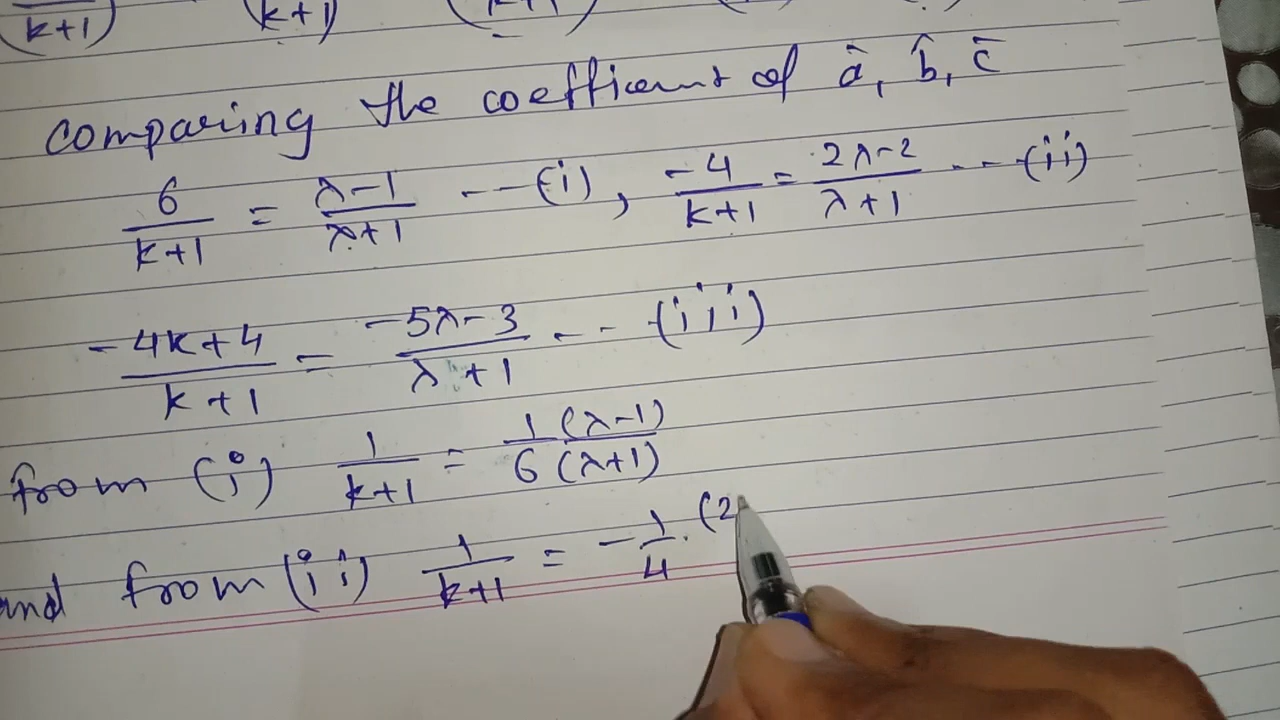 (k+1) (k+1) (k+1)
comparing the coefficient of a̅, b̅, c̅
6/(k+1) = (λ-1)/(λ+1) ---(i), -4/(k+1) = (2λ-2)/(λ+1) ---(ii)
(-4k+4)/(k+1) = (-5λ-3)/(λ+1) ---(iii)
from (i) 1/(k+1) = 1/6 (λ-1)/(λ+1)
and from (ii) 1/(k+1) = -1/4 . (2